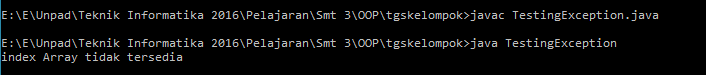 E:\E\Unpad\Teknik Informatika 2016\Pelajaran\Smt 3\OOP\tgskelompok>javac TestingException.java
E:\E\Unpad\Teknik Informatika 2016\Pelajaran\Smt 3\OOP\tgskelompok>java TestingException
index Array tidak tersedia